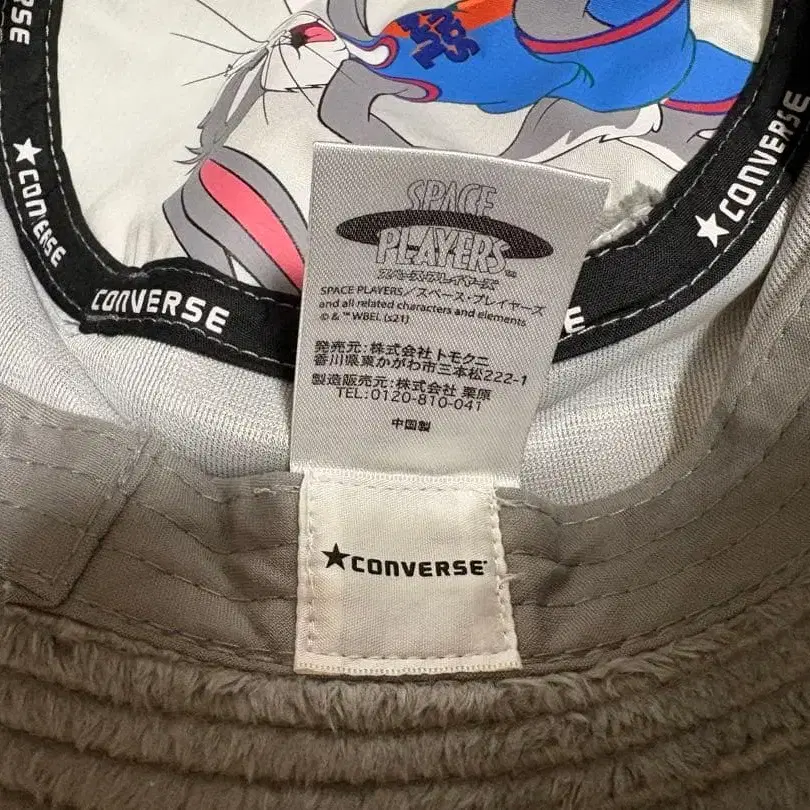 CONVERSE
CONVERSE
CONVERSE
CONVERSE
SPACE
PLAYERS™
スペース・プレイヤーズ
SPACE PLAYERS／スペース・プレイヤーズ
and all related characters and elements
© & ™ WBEI. (s21)
発売元：株式会社トモクニ
香川県東かがわ市三本松222-1
製造販売元：株式会社 栗原
TEL：0120-810-041
中国製
★CONVERSE